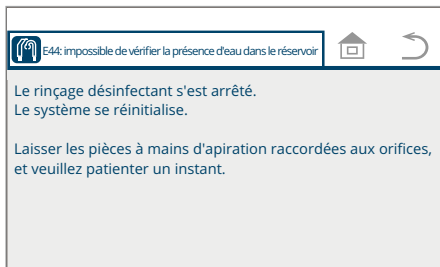 E44: impossible de vérifier la présence d'eau dans le réservoir
Le rinçage désinfectant s'est arrêté.
Le système se réinitialise.
Laisser les pièces à mains d'apiration raccordées aux orifices,
et veuillez patienter un instant.